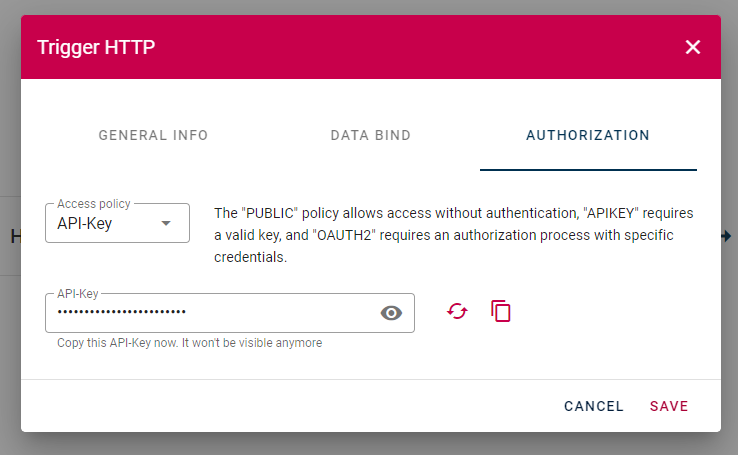 Trigger HTTP
GENERAL INFO
DATA BIND
AUTHORIZATION
Access policy
API-Key
The "PUBLIC" policy allows access without authentication, "APIKEY" requires
a valid key, and "OAUTH2" requires an authorization process with specific
credentials.
API-Key
••••••••••••••••••••••••
Copy this API-Key now. It won't be visible anymore
CANCEL
SAVE